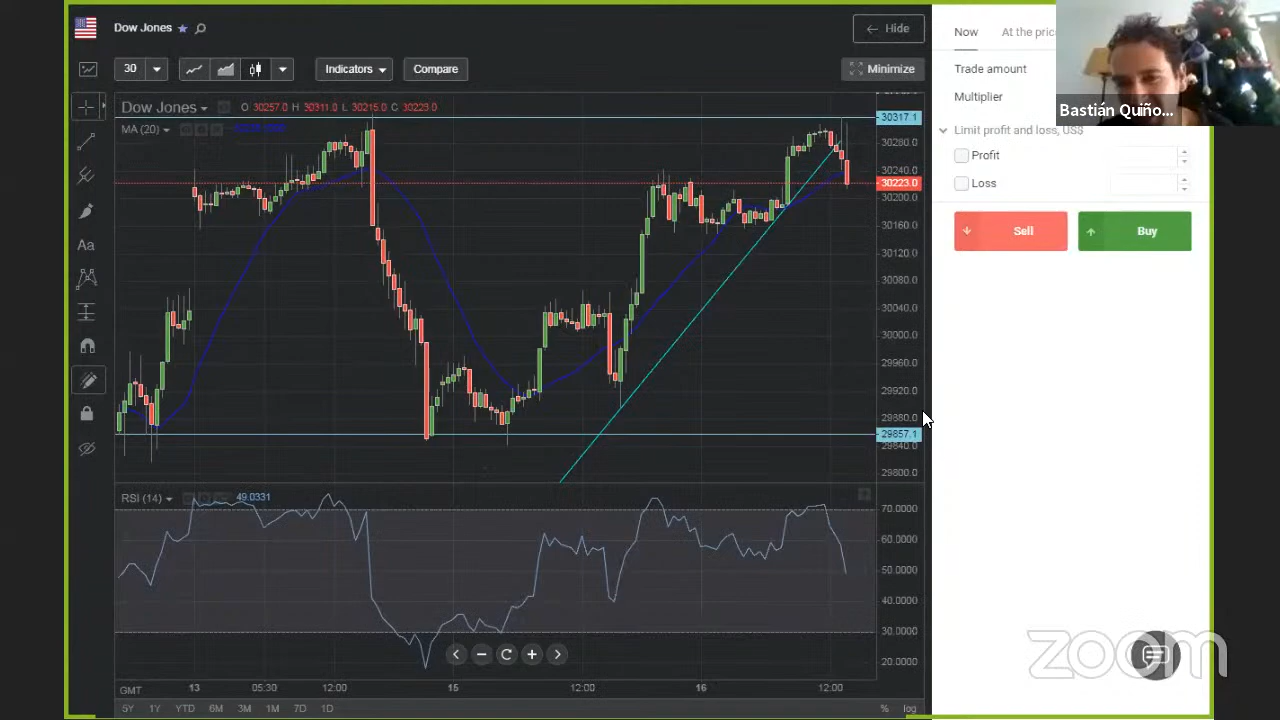 Dow Jones
Hide
Now
At the pric
30
Indicators
Compare
Minimize
Trade amount
Multiplier
Bastián Quiño...
Limit profit and loss, US$
Profit
Loss
Sell
Buy
Dow Jones
O 30257.0 H 30311.0 L 30215.0 C 30223.0
MA (20)
30317.1
30280.0
30240.0
30223.0
30200.0
30160.0
30120.0
30080.0
30040.0
30000.0
29960.0
29920.0
29880.0
29857.1
29840.0
29800.0
Aa
RSI (14)
49.0331
70.0000
60.0000
50.0000
40.0000
30.0000
20.0000
GMT
13
05:30
12:00
15
12:00
16
12:00
5Y
1Y
YTD
6M
3M
1M
7D
1D
%
log
zoom